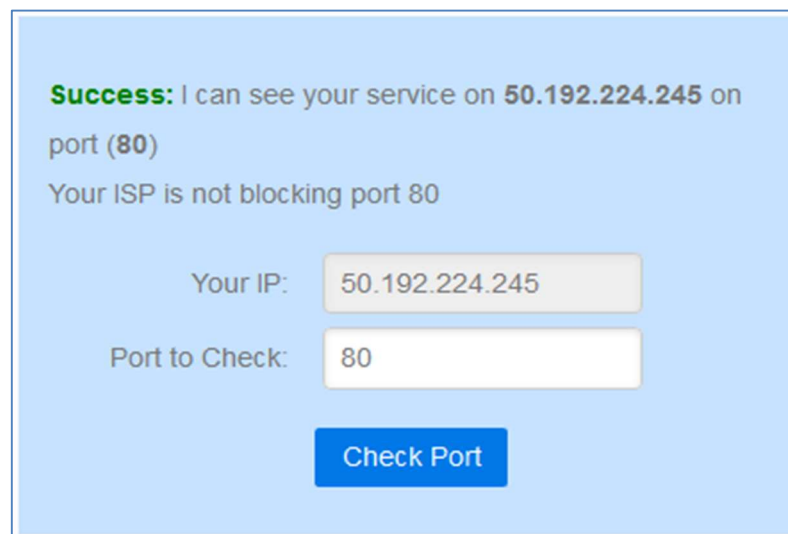 Success: I can see your service on 50.192.224.245 on
port (80)
Your ISP is not blocking port 80
Your IP: 50.192.224.245
Port to Check: 80
Check Port